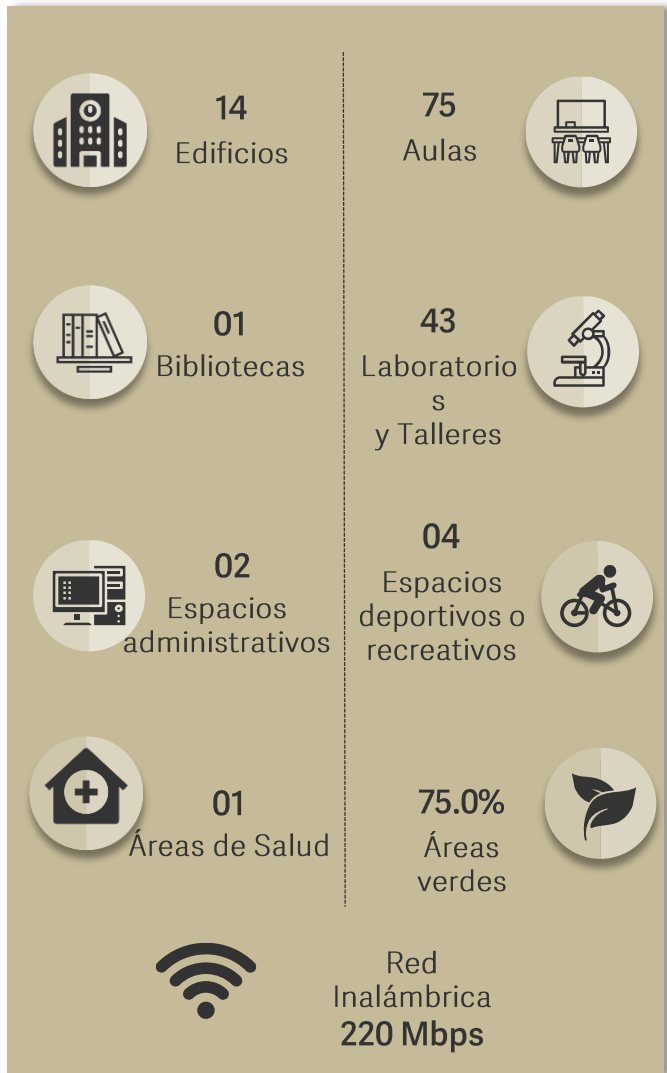 14
Edificios
75
Aulas
01
Bibliotecas
43
Laboratorio
s
y Talleres
02
Espacios
administrativos
04
Espacios
deportivos o
recreativos
01
Áreas de Salud
75.0%
Áreas
verdes
Red
Inalámbrica
220 Mbps